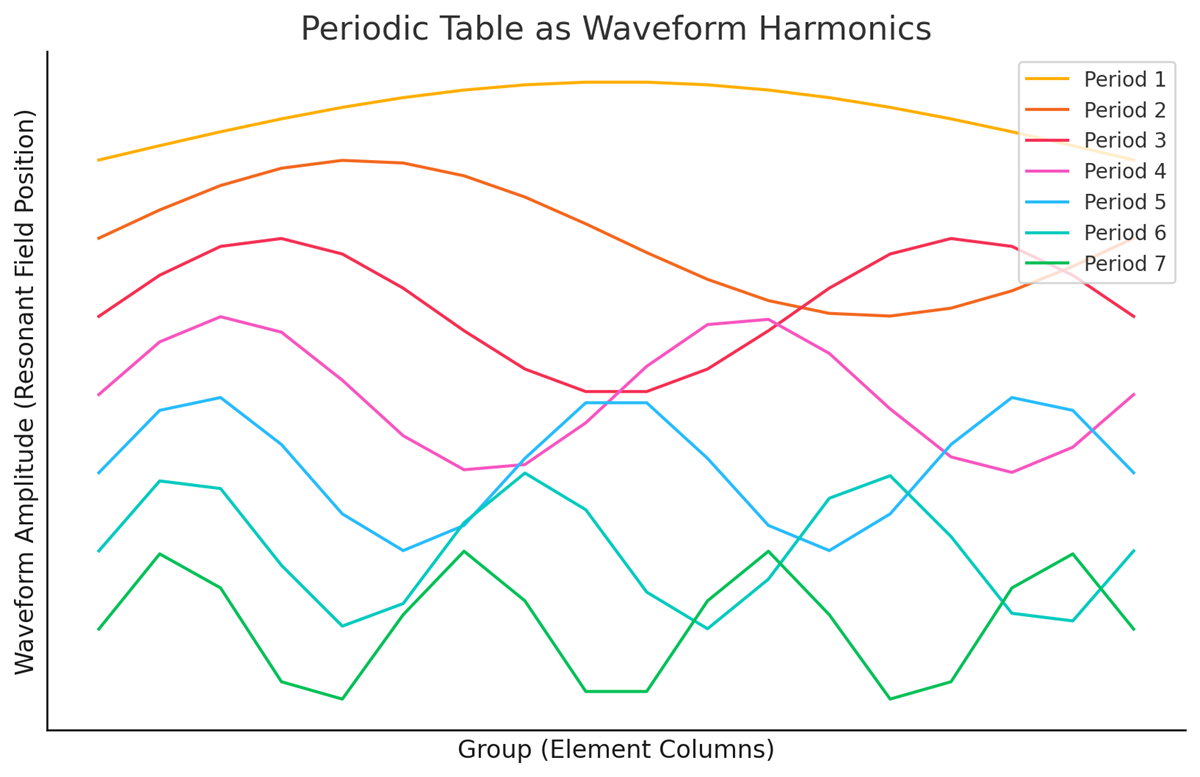 Periodic Table as Waveform Harmonics
Period 1
Period 2
Period 3
Period 4
Period 5
Period 6
Period 7
Waveform Amplitude (Resonant Field Position)
Group (Element Columns)